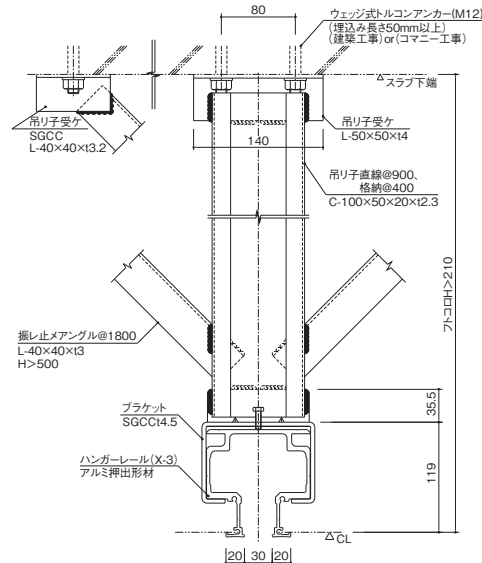 80
ウェッジ式トルコンアンカー(M12)
(埋込み長さ50mm以上)
(建築工事)or(コマニー工事)
スラブ下端
吊リ子受ケ
SGCC
L-40×40×t3.2
吊リ子受ケ
L-50×50×t4
140
吊リ子直線@900、
格納@400
C-100×50×20×t2.3
フトコロH>210
振レ止メアングル@1800
L-40×40×t3
H>500
35.5
ブラケット
SGCCt4.5
119
ハンガーレール(X-3)
アルミ押出形材
CL
20 30 20